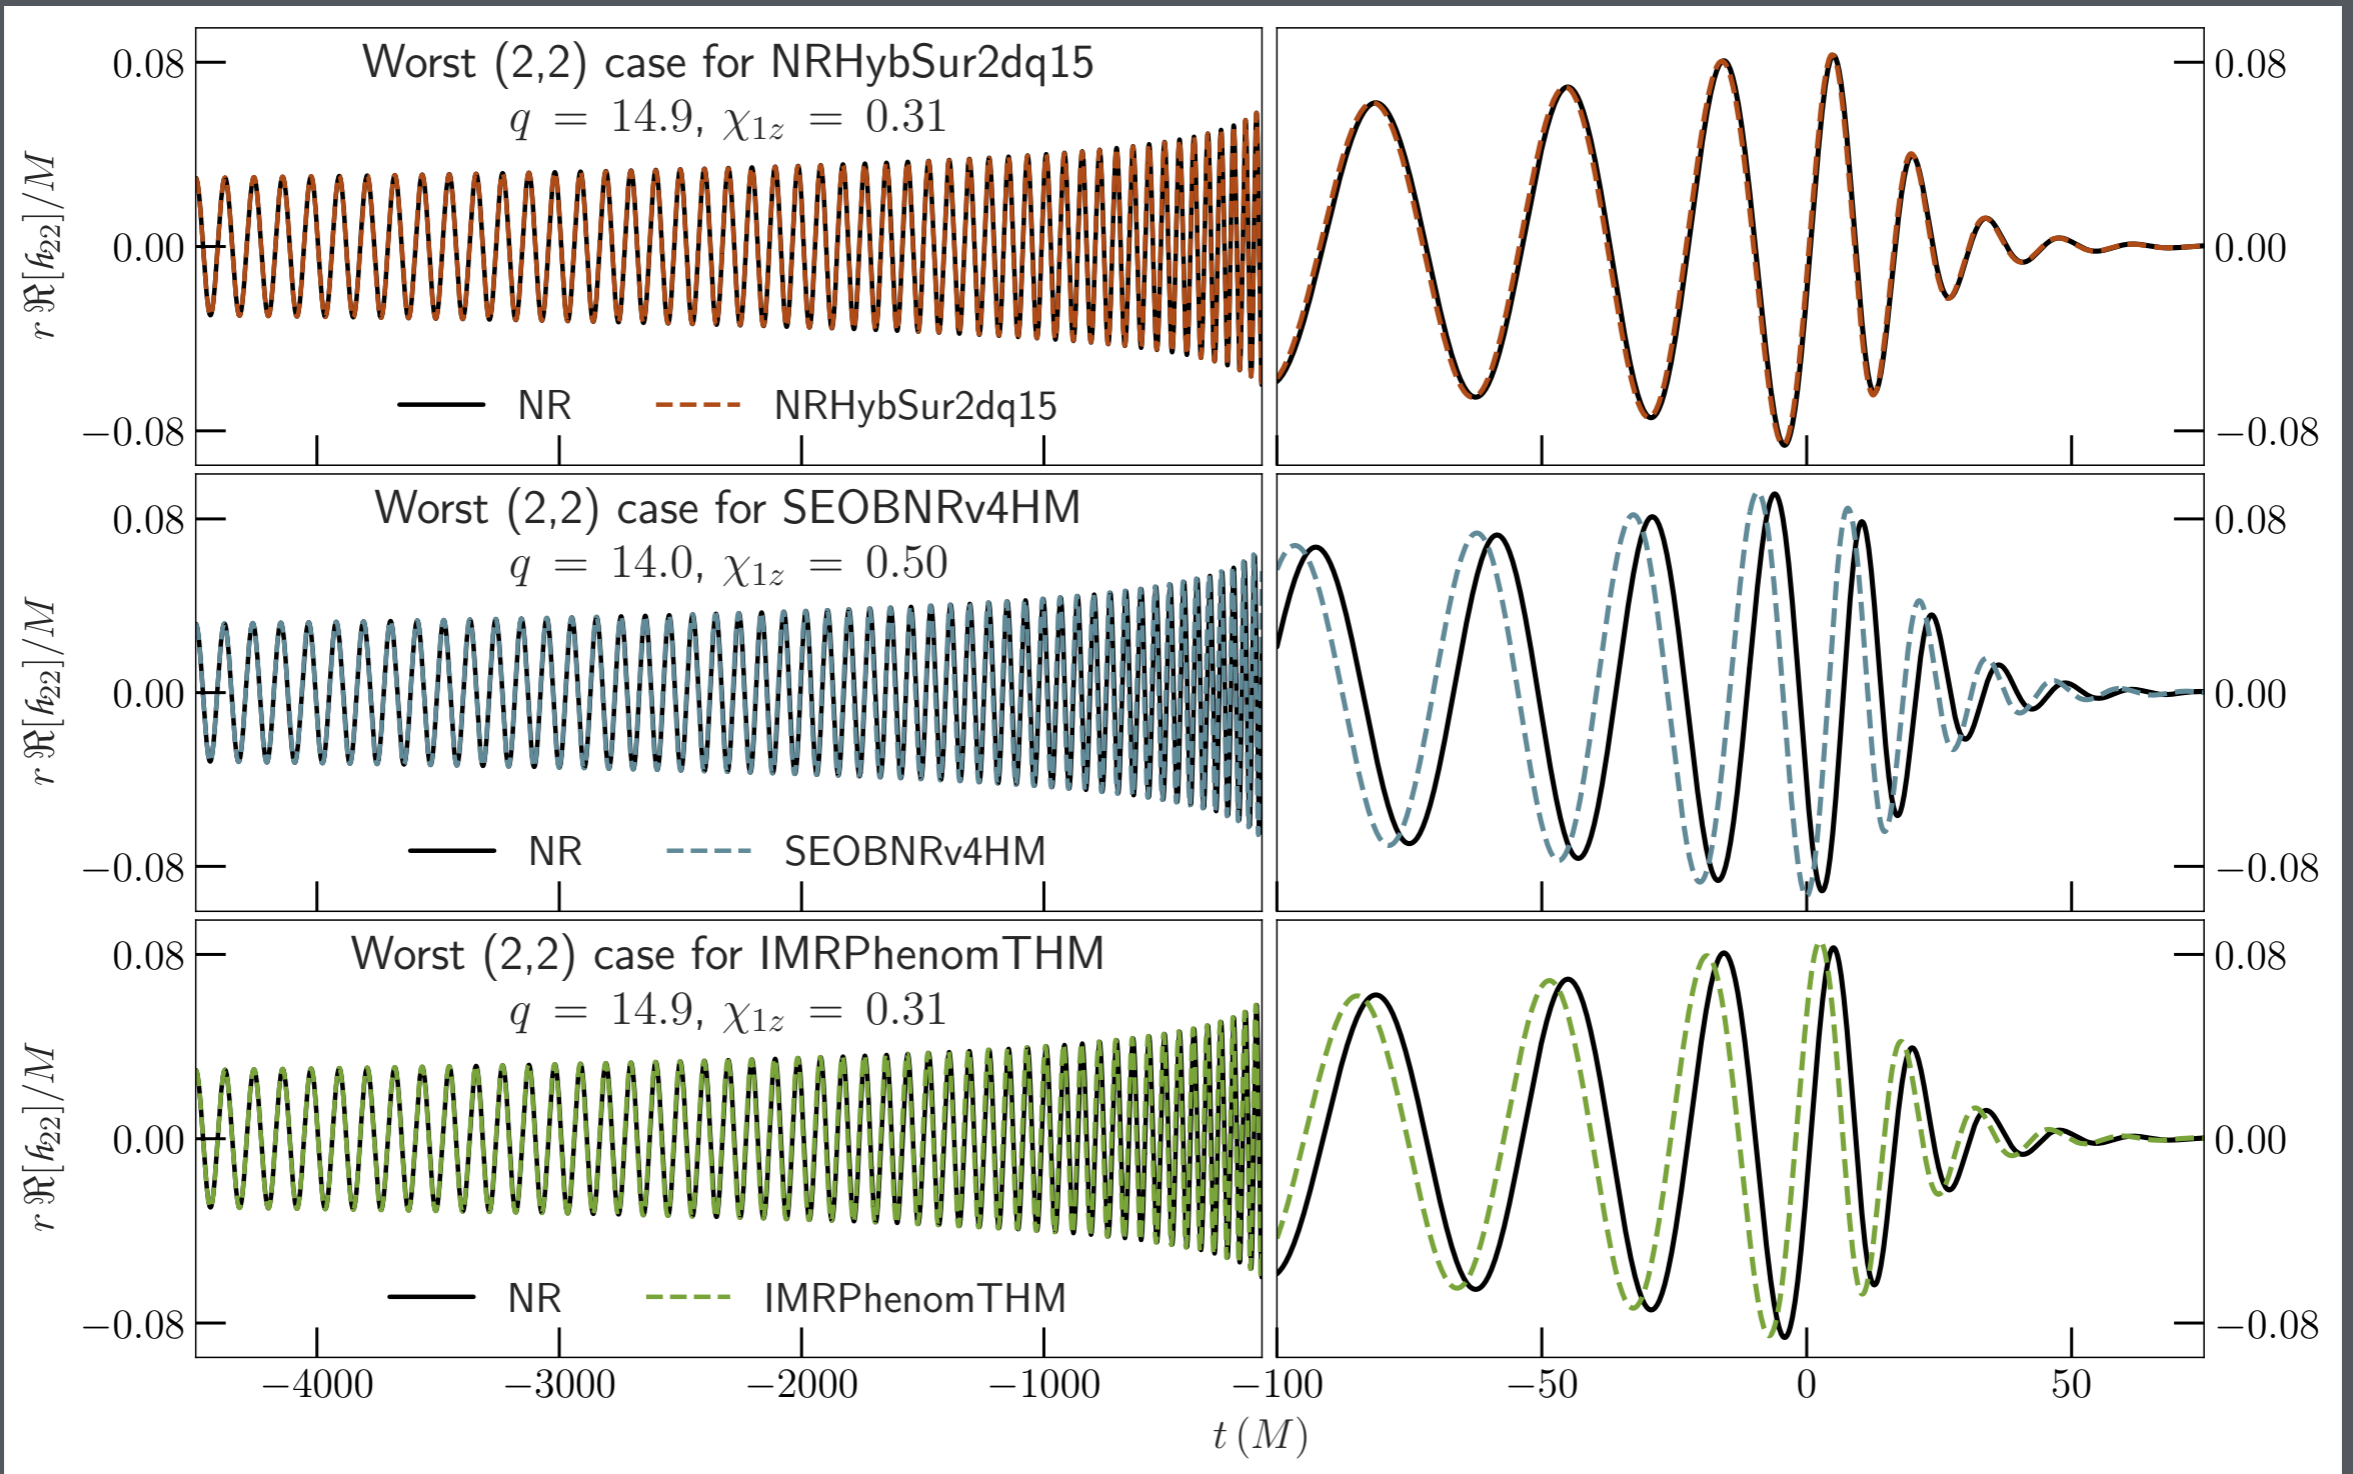 Worst (2,2) case for NRHybSur2dq15
q = 14.9, χ₁z = 0.31
r ℜ[𝒽₂₂]/M
0.08
0.00
−0.08
NR
NRHybSur2dq15
0.08
0.00
−0.08
Worst (2,2) case for SEOBNRv4HM
q = 14.0, χ₁z = 0.50
r ℜ[𝒽₂₂]/M
0.08
0.00
−0.08
NR
SEOBNRv4HM
0.08
0.00
−0.08
Worst (2,2) case for IMRPhenomTHM
q = 14.9, χ₁z = 0.31
r ℜ[𝒽₂₂]/M
0.08
0.00
−0.08
NR
IMRPhenomTHM
0.08
0.00
−0.08
−4000 −3000 −2000 −1000 −100 −50 0 50
t (M)